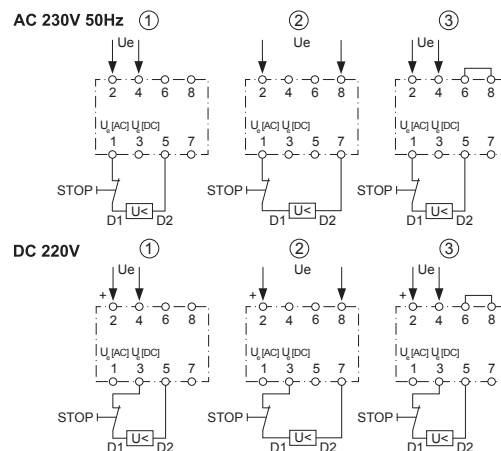 AC 230V 50Hz ① ② ③
Ue Ue Ue
2 4 6 8 2 4 6 8 2 4 6 8
Ue [AC] Ue [DC] Ue [AC] Ue [DC] Ue [AC] Ue [DC]
1 3 5 7 1 3 5 7 1 3 5 7
STOP STOP STOP
U< U< U<
D1 D2 D1 D2 D1 D2
DC 220V ① ② ③
Ue Ue Ue
+ + +
2 4 6 8 2 4 6 8 2 4 6 8
Ue [AC] Ue [DC] Ue [AC] Ue [DC] Ue [AC] Ue [DC]
1 3 5 7 1 3 5 7 1 3 5 7
STOP STOP STOP
U< U< U<
D1 D2 D1 D2 D1 D2